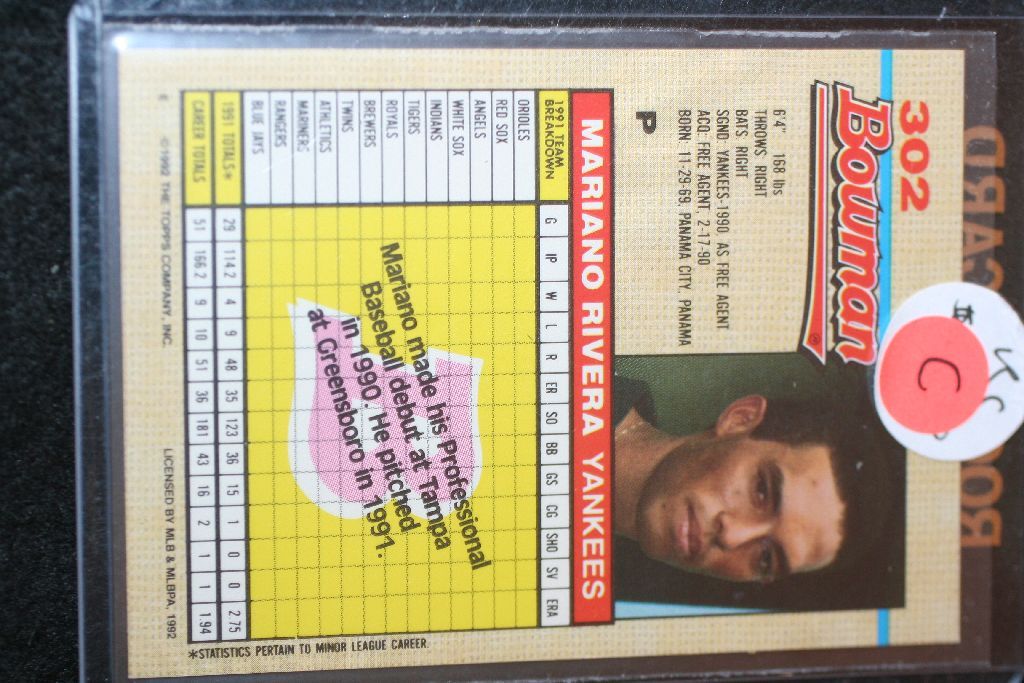 ROOKIE CARD
302
Bowman®
6'4" 168 lbs
THROWS RIGHT
BATS: RIGHT
SGND: YANKEES-1990, AS FREE AGENT
ACQ: FREE AGENT, 2-17-90
BORN: 11-29-69, PANAMA CITY, PANAMA
P
C
MARIANO RIVERA YANKEES
1991 TEAM BREAKDOWN G IP W L R ER SO BB GS CG SHO SV ERA
ORIOLES
RED SOX
ANGELS
WHITE SOX
INDIANS
TIGERS
ROYALS
BREWERS
TWINS
ATHLETICS
MARINERS
RANGERS
BLUE JAYS
Mariano made his Professional
Baseball debut at Tampa
in 1990. He pitched
at Greensboro in 1991.
1991 TOTALS* 29 114.2 4 9 48 35 123 36 15 1 0 0 2.75
CAREER TOTALS 51 166.2 9 10 51 36 181 43 16 2 1 1 1.94
*STATISTICS PERTAIN TO MINOR LEAGUE CAREER.
©1992 THE TOPPS COMPANY, INC. LICENSED BY MLB & MLBPA, 1992